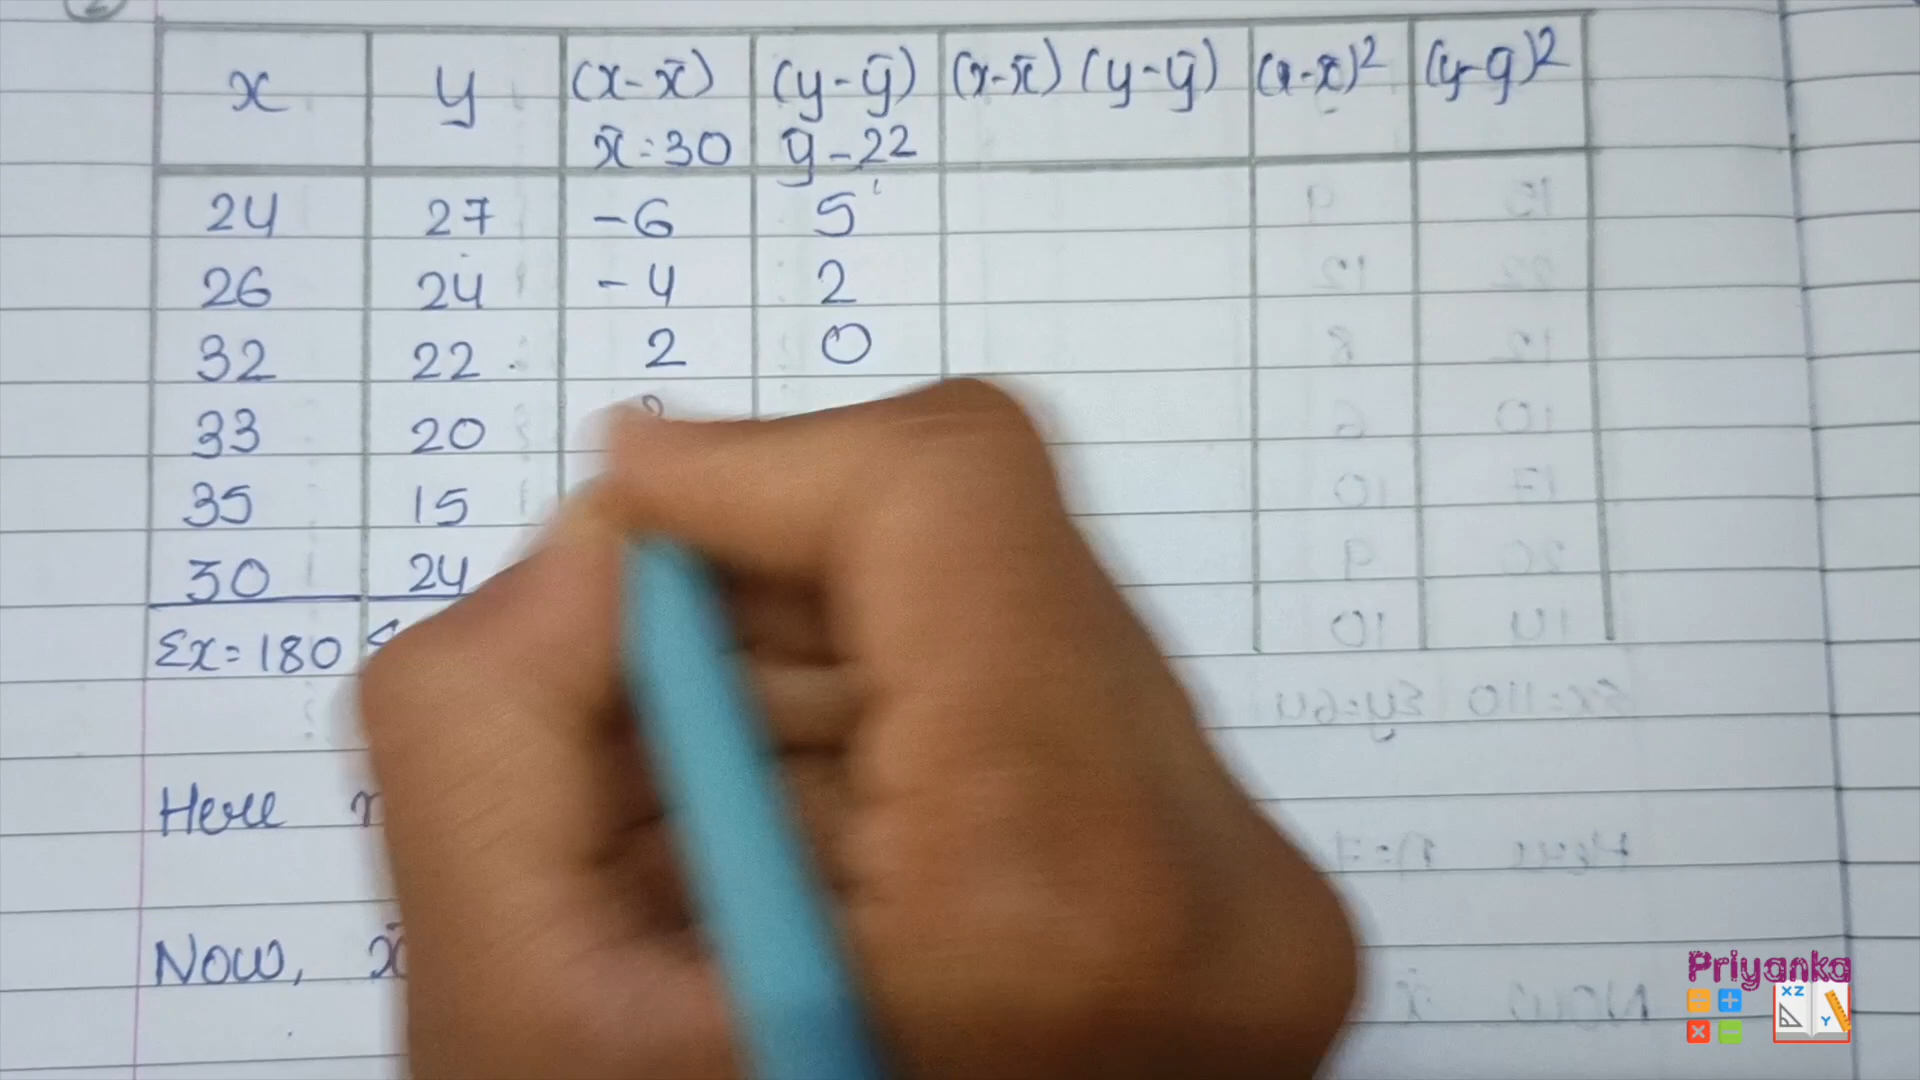 x y (x-x̄) (y-ȳ) (x-x̄) (y-ȳ) (x-x̄)2 (y-ȳ)2
x̄=30 ȳ-22
24 27 -6 5
26 24 -4 2
32 22 2 0
33 20
35 15
30 24
Σx=180
Here
Now, x̄
Priyanka
XZ
Y